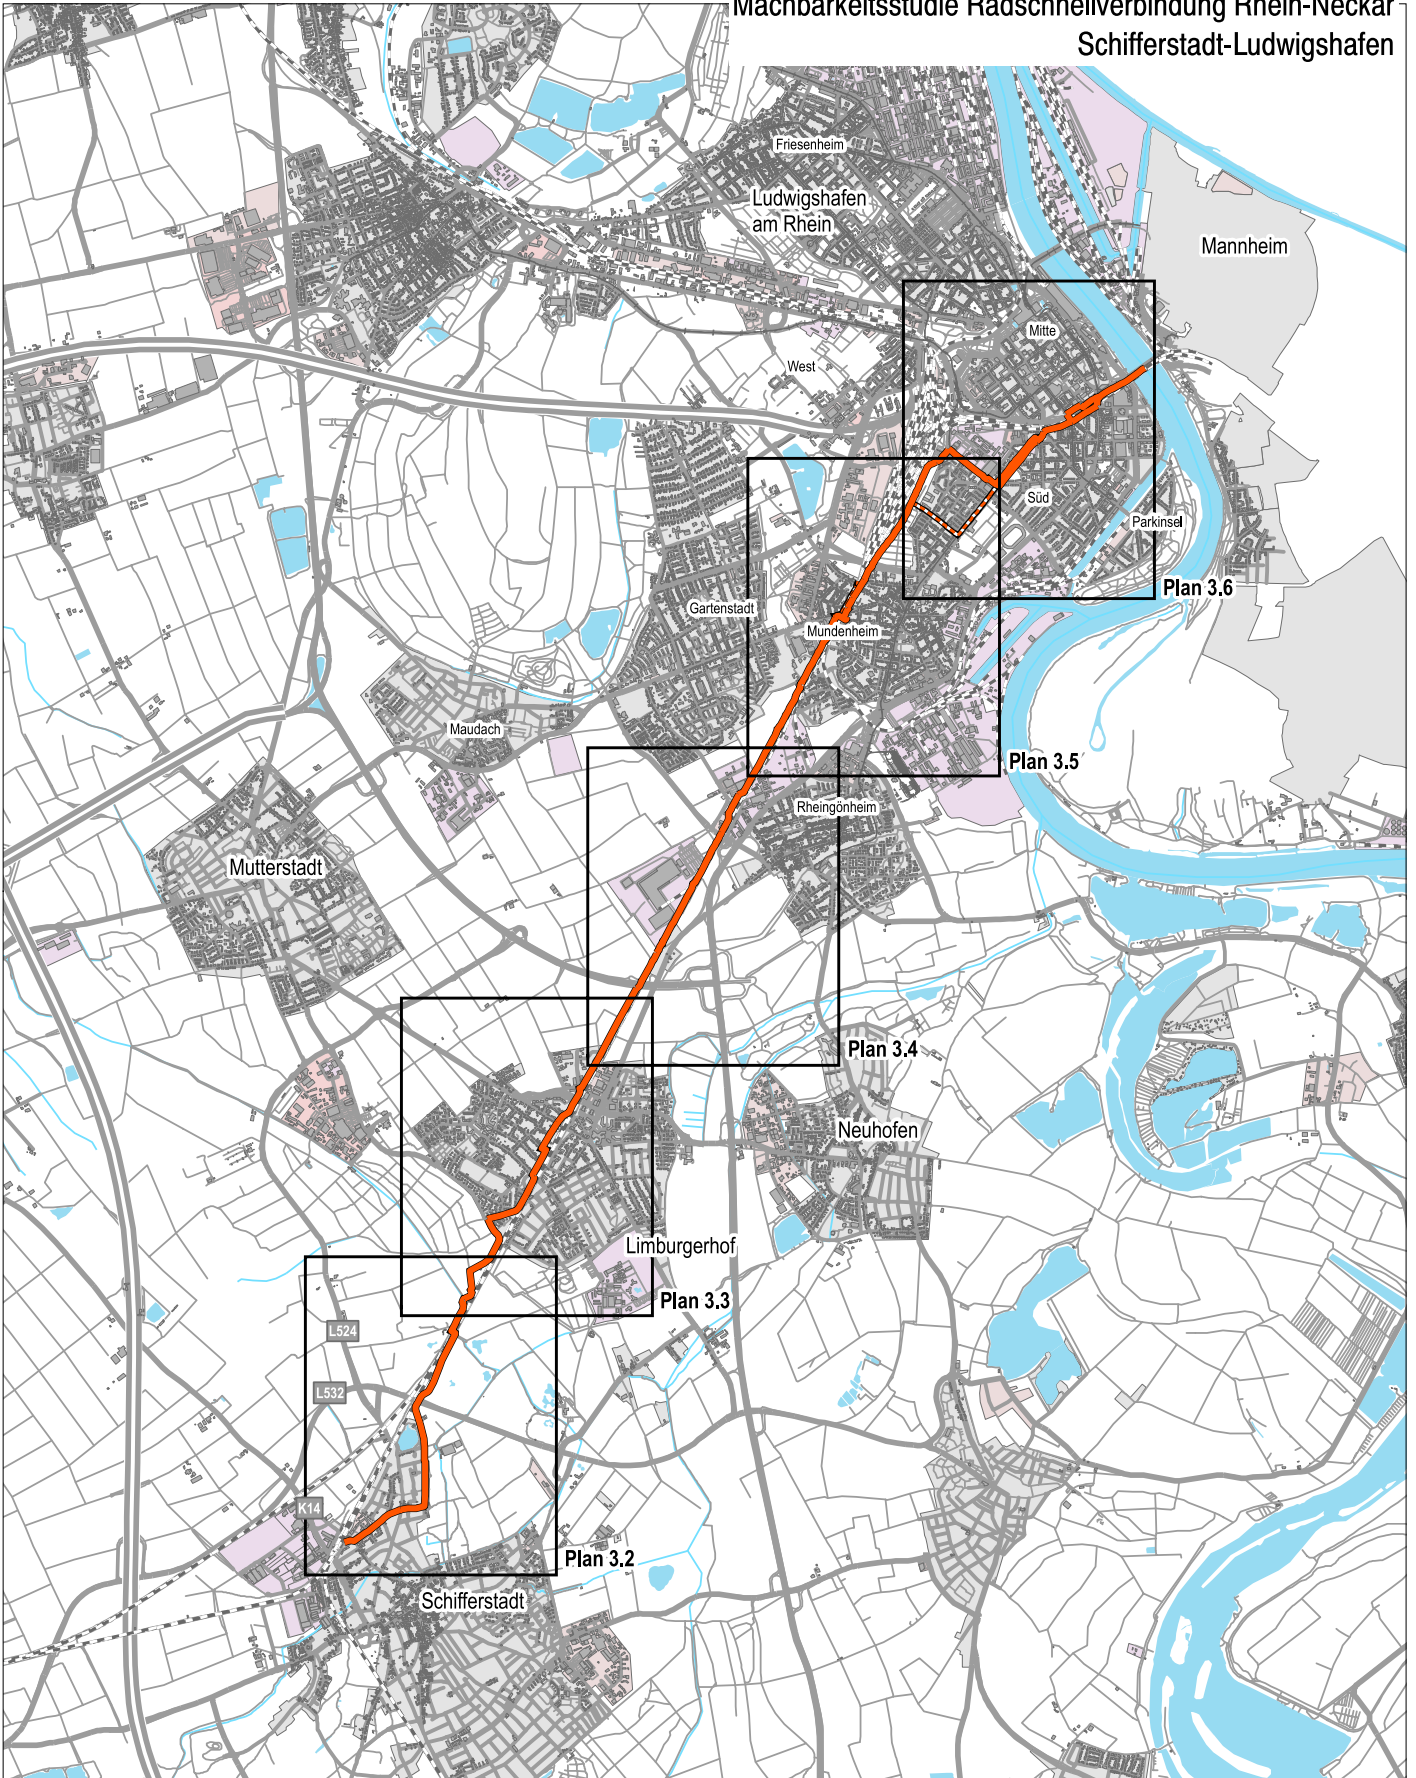 Machbarkeitsstudie Radschnellverbindung Rhein-Neckar
Schifferstadt-Ludwigshafen
Friesenheim
Ludwigshafen
am Rhein
Mannheim
Mitte
West
Süd
Parkinsel
Plan 3.6
Gartenstadt
Mundenheim
Maudach
Plan 3.5
Rheingönheim
Mutterstadt
Plan 3.4
Neuhofen
Limburgerhof
Plan 3.3
L524
L532
K14
Plan 3.2
Schifferstadt